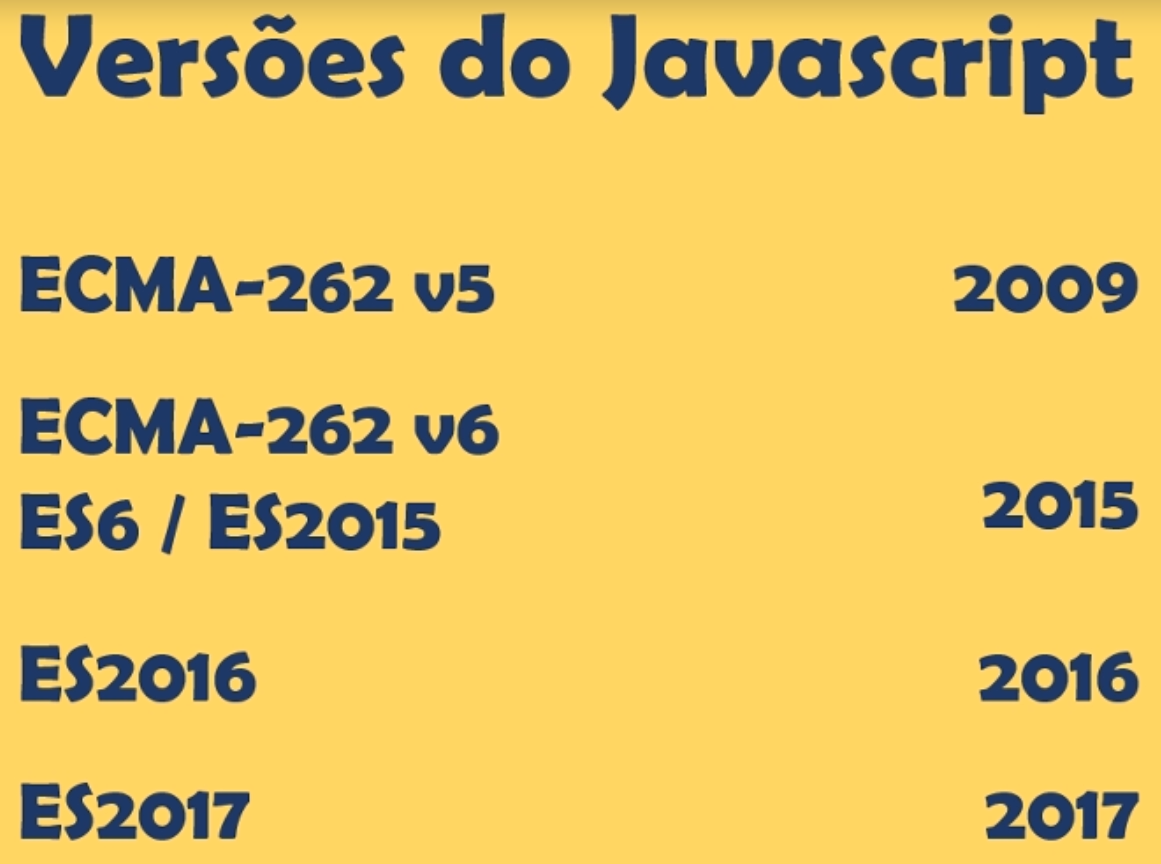 Versões do Javascript
ECMA-262 v5 2009
ECMA-262 v6
ES6 / ES2015 2015
ES2016 2016
ES2017 2017